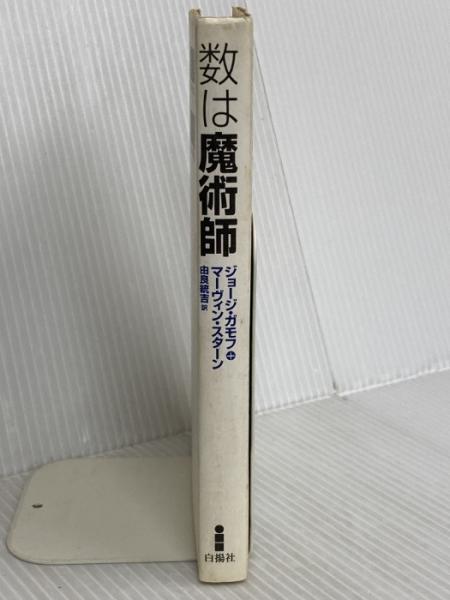 数は魔術師
ジョージ・ガモフ+
マーヴィン・スターン
由良統吉 訳
白揚社